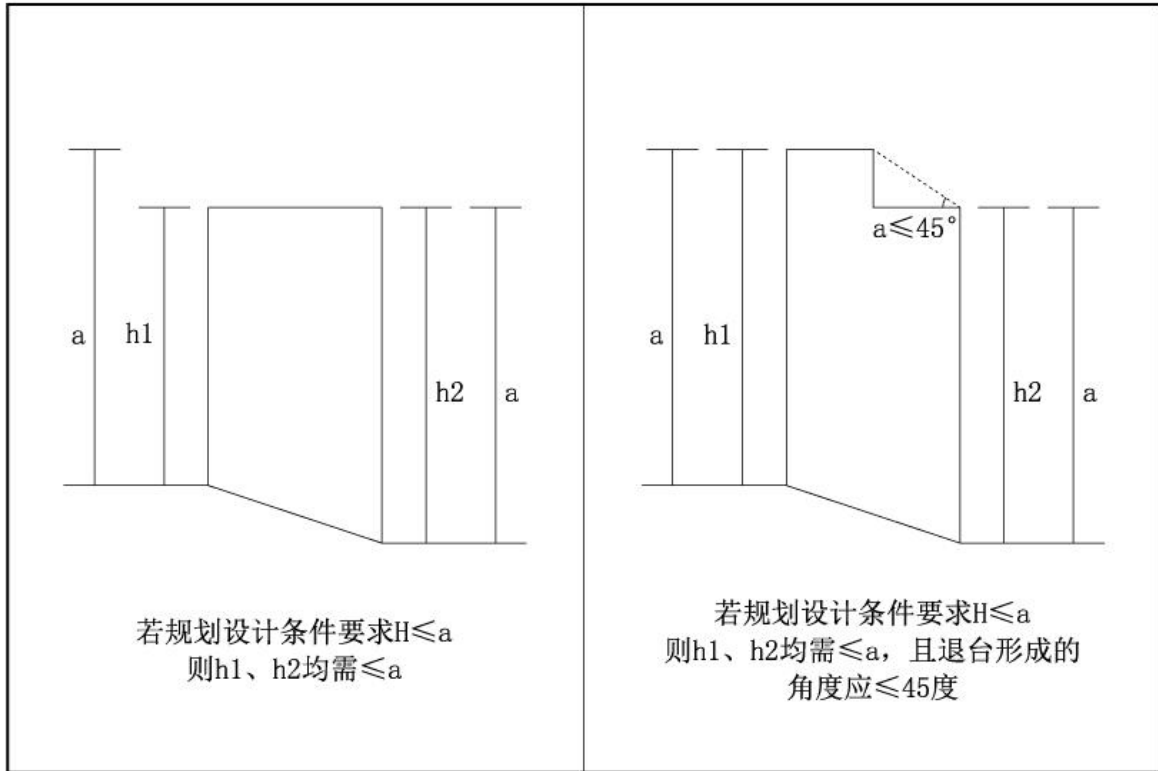 a
h1
h2
a
若规划设计条件要求H≤a
则h1、h2均需≤a
a≤45°
a
h1
h2
a
若规划设计条件要求H≤a
则h1、h2均需≤a，且退台形成的
角度应≤45度